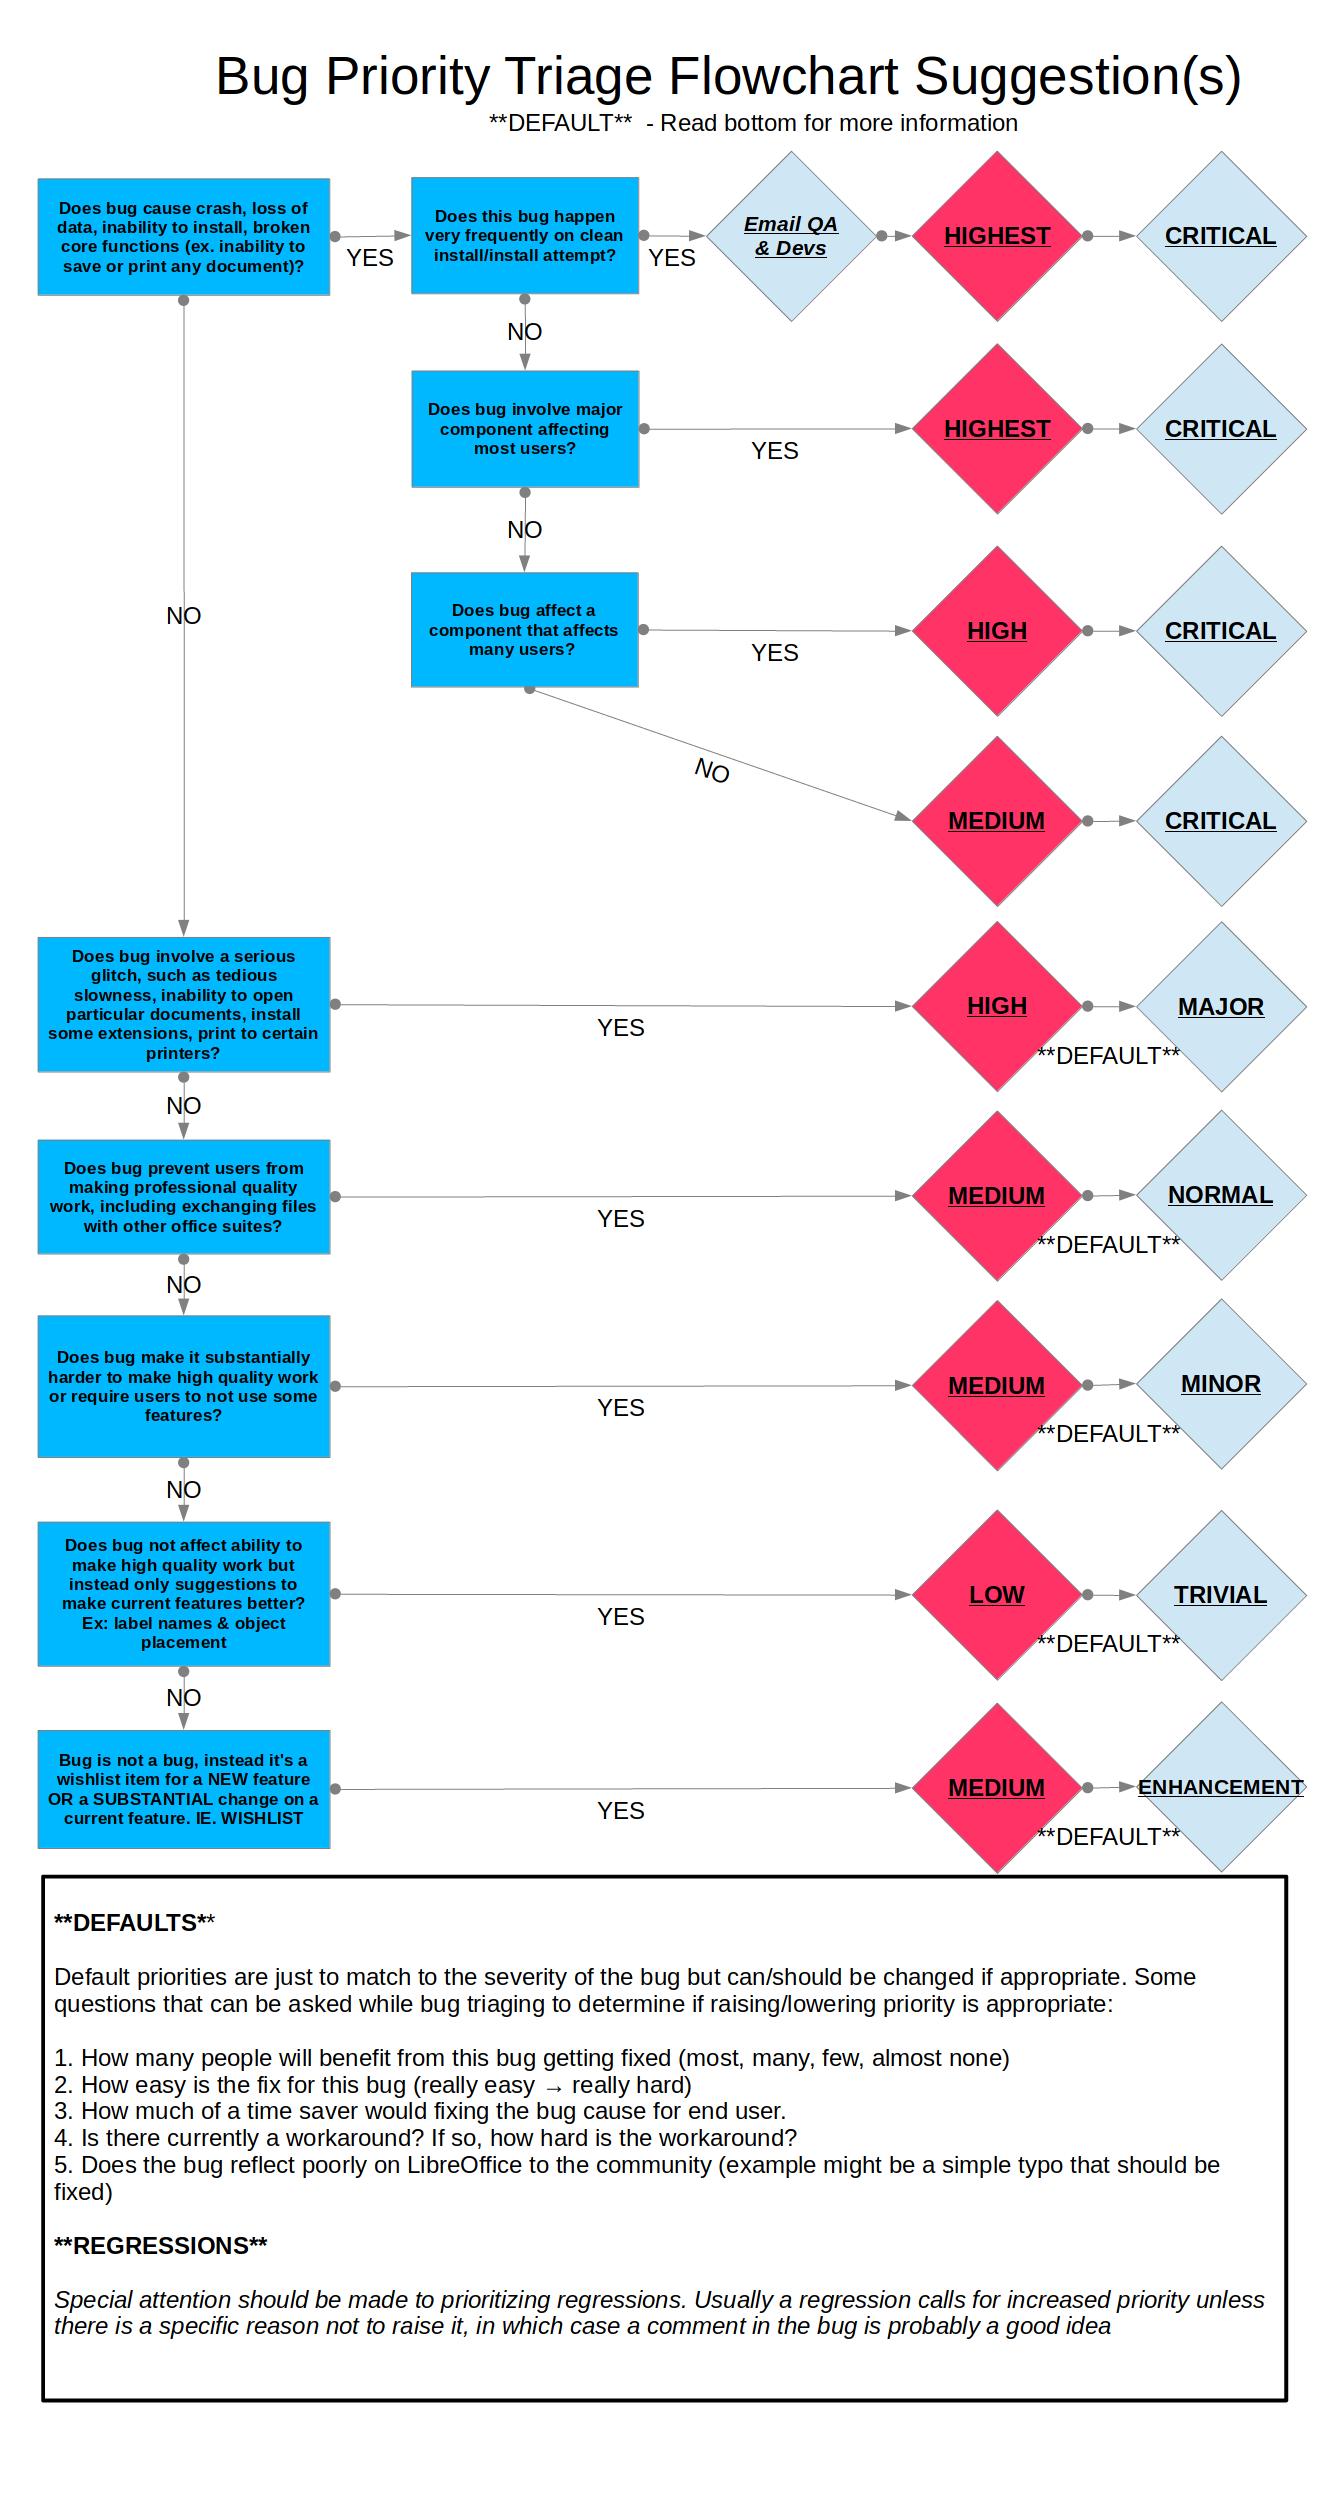 Bug Priority Triage Flowchart Suggestion(s)
**DEFAULT**  - Read bottom for more information
Does bug cause crash, loss of
data, inability to install, broken
core functions (ex. inability to
save or print any document)?
YES
Does this bug happen
very frequently on clean
install/install attempt?
YES
Email QA
& Devs
HIGHEST
CRITICAL
NO
Does bug involve major
component affecting
most users?
YES
HIGHEST
CRITICAL
NO
Does bug affect a
component that affects
many users?
YES
HIGH
CRITICAL
NO
NO
MEDIUM
CRITICAL
Does bug involve a serious
glitch, such as tedious
slowness, inability to open
particular documents, install
some extensions, print to certain
printers?
YES
HIGH
MAJOR
**DEFAULT**
NO
Does bug prevent users from
making professional quality
work, including exchanging files
with other office suites?
YES
MEDIUM
NORMAL
**DEFAULT**
NO
Does bug make it substantially
harder to make high quality work
or require users to not use some
features?
YES
MEDIUM
MINOR
**DEFAULT**
NO
Does bug not affect ability to
make high quality work but
instead only suggestions to
make current features better?
Ex: label names & object
placement
YES
LOW
TRIVIAL
**DEFAULT**
NO
Bug is not a bug, instead it's a
wishlist item for a NEW feature
OR a SUBSTANTIAL change on a
current feature. IE. WISHLIST
YES
MEDIUM
ENHANCEMENT
**DEFAULT**
**DEFAULTS**
Default priorities are just to match to the severity of the bug but can/should be changed if appropriate. Some
questions that can be asked while bug triaging to determine if raising/lowering priority is appropriate:
1. How many people will benefit from this bug getting fixed (most, many, few, almost none)
2. How easy is the fix for this bug (really easy → really hard)
3. How much of a time saver would fixing the bug cause for end user.
4. Is there currently a workaround? If so, how hard is the workaround?
5. Does the bug reflect poorly on LibreOffice to the community (example might be a simple typo that should be
fixed)
**REGRESSIONS**
Special attention should be made to prioritizing regressions. Usually a regression calls for increased priority unless
there is a specific reason not to raise it, in which case a comment in the bug is probably a good idea